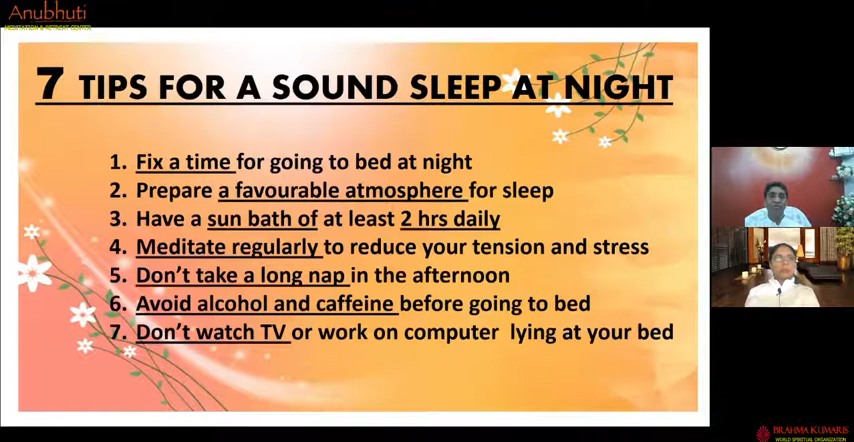 Anubhuti
MEDITATION & RETREAT CENTER
7 TIPS FOR A SOUND SLEEP AT NIGHT
1. Fix a time for going to bed at night
2. Prepare a favourable atmosphere for sleep
3. Have a sun bath of at least 2 hrs daily
4. Meditate regularly to reduce your tension and stress
5. Don't take a long nap in the afternoon
6. Avoid alcohol and caffeine before going to bed
7. Don't watch TV or work on computer lying at your bed
BRAHMA KUMARIS
WORLD SPIRITUAL ORGANIZATION